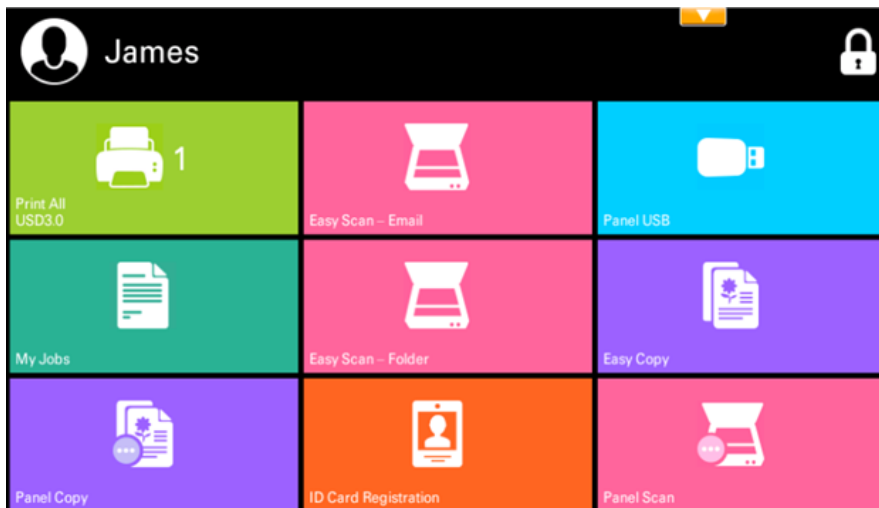 James
1
Print All
USD3.0
Easy Scan – Email
Panel USB
My Jobs
Easy Scan – Folder
Easy Copy
Panel Copy
ID Card Registration
Panel Scan